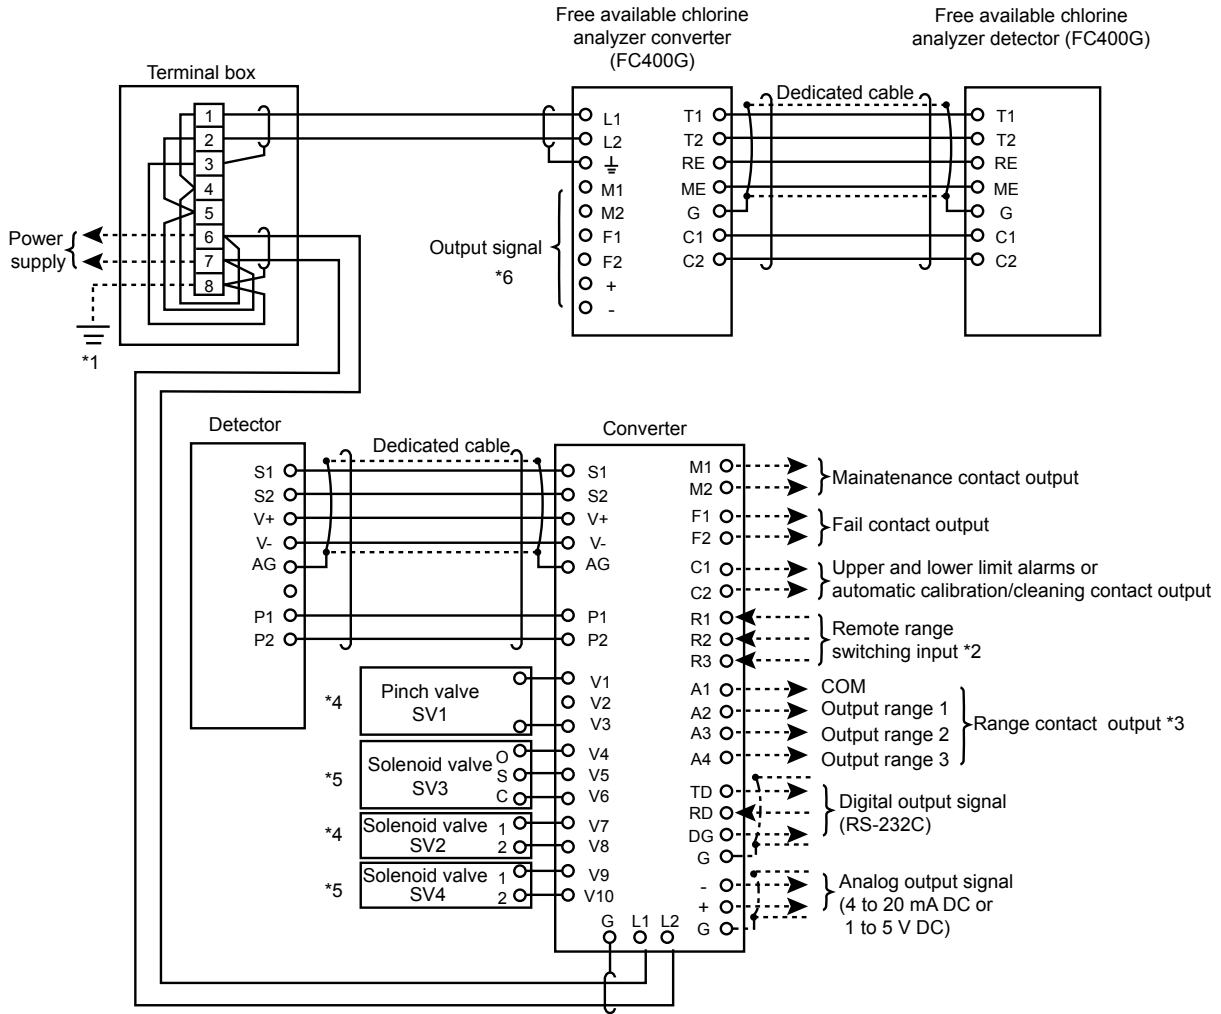 Free available chlorine
analyzer converter
(FC400G)
Free available chlorine
analyzer detector (FC400G)
Terminal box
1
2
3
4
5
6
7
8
Power
supply
*1
L1
L2
M1
M2
F1
F2
+
-
Output signal
*6
T1
T2
RE
ME
G
C1
C2
Dedicated cable
T1
T2
RE
ME
G
C1
C2
Detector
S1
S2
V+
V-
AG
P1
P2
Dedicated cable
Converter
S1
S2
V+
V-
AG
P1
P2
V1
V2
V3
V4
V5
V6
V7
V8
V9
V10
*4
Pinch valve
SV1
*5
Solenoid valve
SV3
O
S
C
*4
Solenoid valve
SV2
1
2
*5
Solenoid valve
SV4
1
2
G L1 L2
M1
M2
Mainatenance contact output
F1
F2
Fail contact output
C1
C2
Upper and lower limit alarms or
automatic calibration/cleaning contact output
R1
R2
R3
Remote range
switching input *2
A1 COM
A2 Output range 1
A3 Output range 2
A4 Output range 3
Range contact output *3
TD
RD
DG
G
Digital output signal
(RS-232C)
-
+
G
Analog output signal
(4 to 20 mA DC or
1 to 5 V DC)